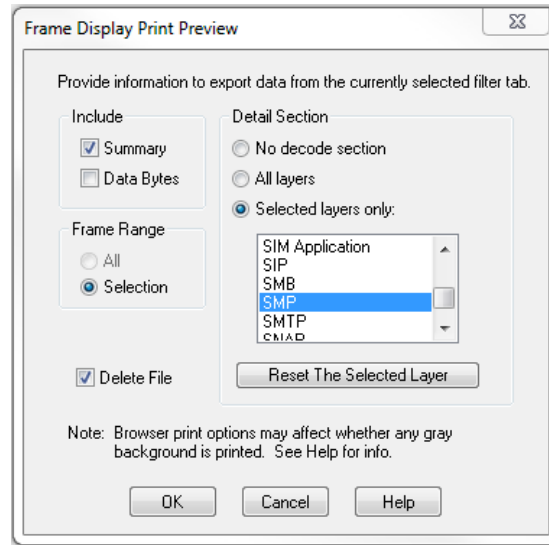 Frame Display Print Preview
Provide information to export data from the currently selected filter tab.
Include
Summary
Data Bytes
Frame Range
All
Selection
Delete File
Detail Section
No decode section
All layers
Selected layers only:
SIM Application
SIP
SMB
SMP
SMTP
SNAP
Reset The Selected Layer
Note: Browser print options may affect whether any gray
background is printed. See Help for info.
OK
Cancel
Help